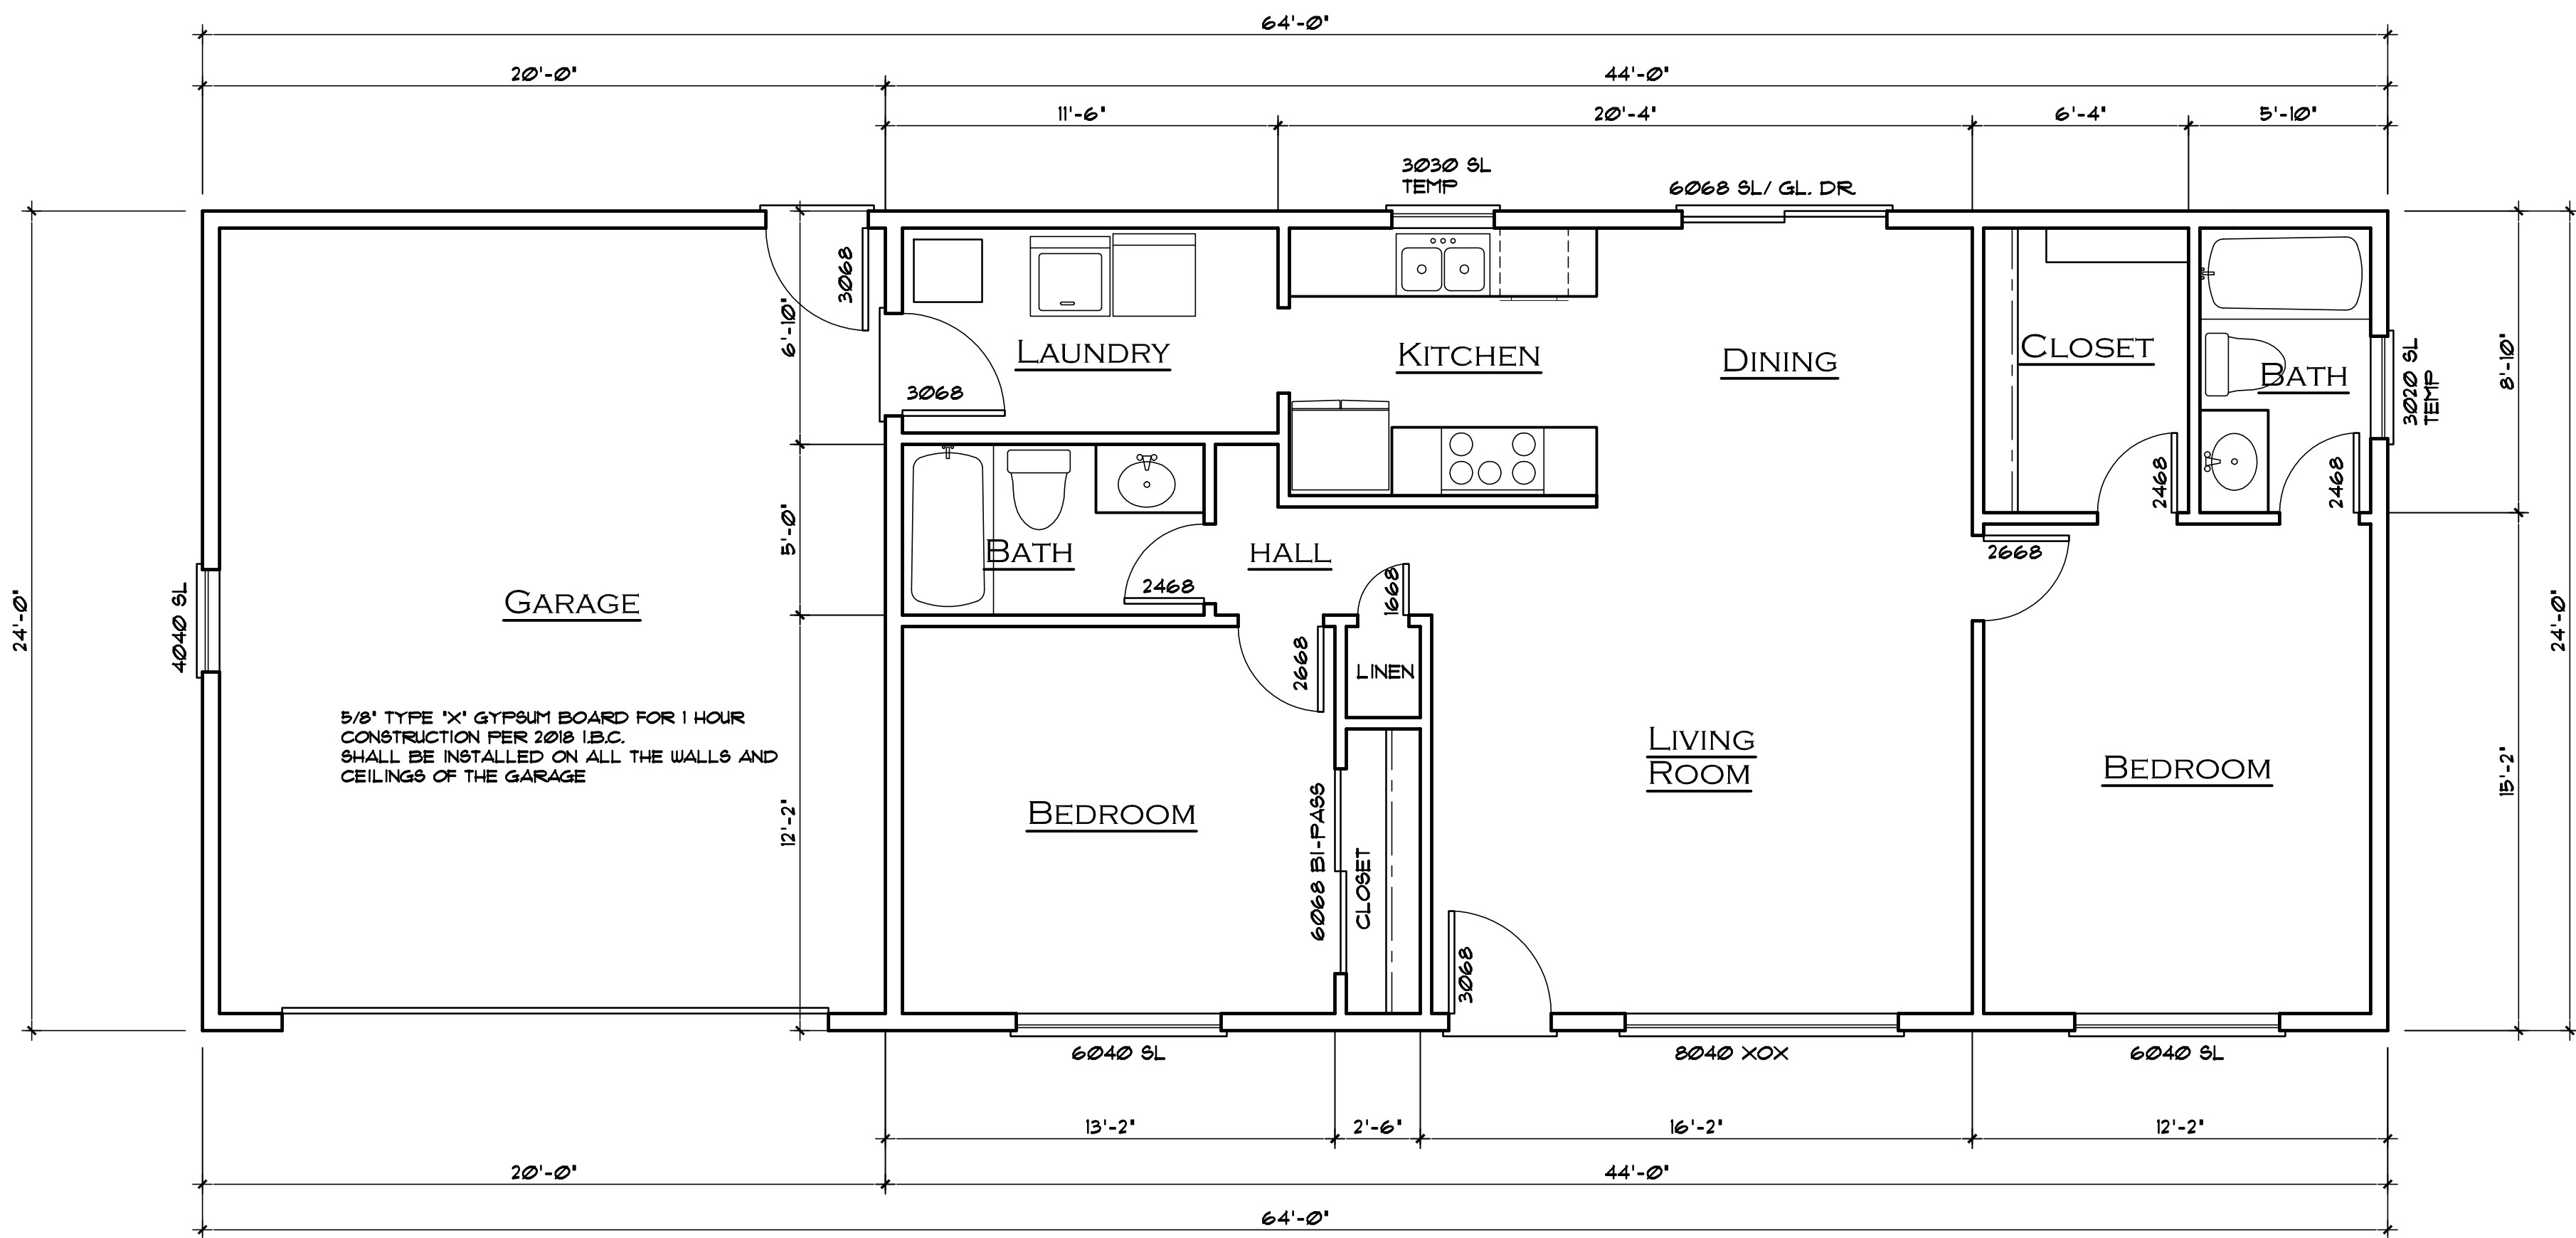 64'-0"
20'-0"
44'-0"
11'-6"
20'-4"
6'-4"
5'-10"
3030 SL
TEMP
6068 SL/ GL. DR.
3068
6'-10"
LAUNDRY
3068
KITCHEN
DINING
CLOSET
BATH
3020 SL
TEMP
8'-10"
2468
2468
24'-0"
4040 SL
GARAGE
5'-0"
BATH
2468
HALL
1668
2668
24'-0"
2668
LINEN
5/8" TYPE "X" GYPSUM BOARD FOR 1 HOUR
CONSTRUCTION PER 2018 I.B.C.
SHALL BE INSTALLED ON ALL THE WALLS AND
CEILINGS OF THE GARAGE
12'-2"
BEDROOM
6068 BI-PASS
CLOSET
LIVING
ROOM
BEDROOM
15'-2"
3068
6040 SL
8040 XOX
6040 SL
13'-2"
2'-6"
16'-2"
12'-2"
20'-0"
44'-0"
64'-0"